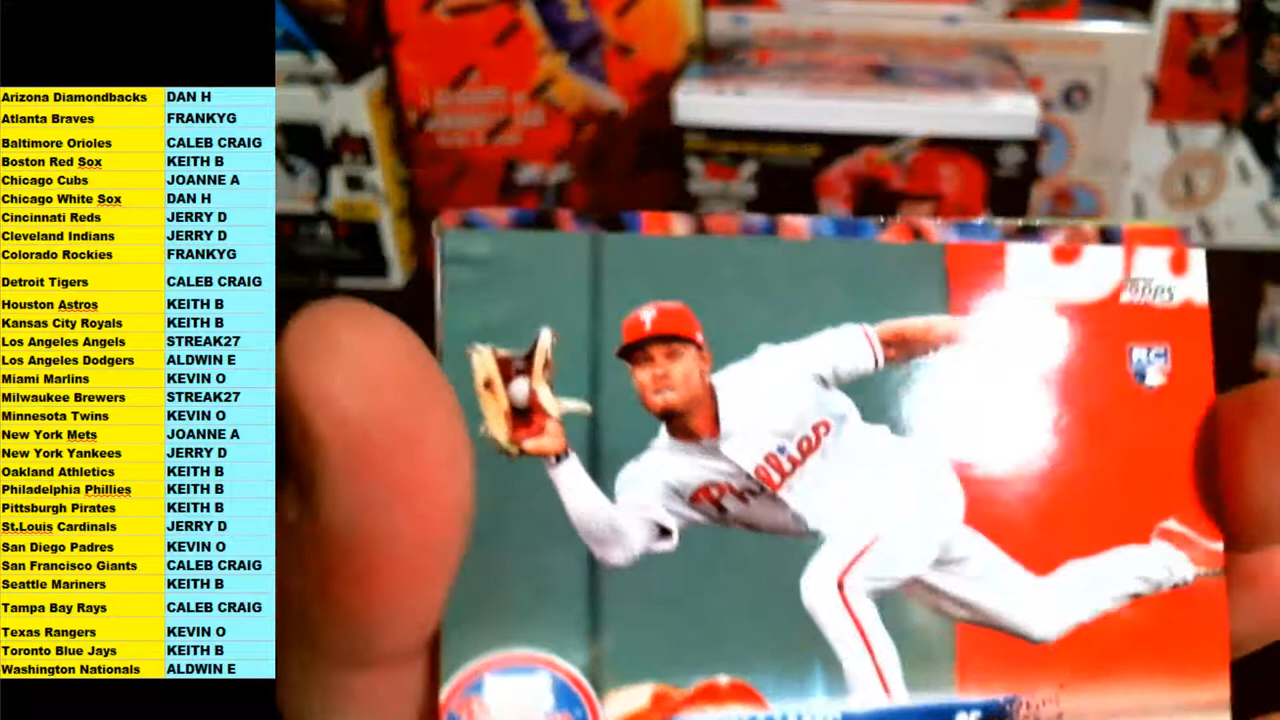 Arizona Diamondbacks DAN H
Atlanta Braves FRANKYG
Baltimore Orioles CALEB CRAIG
Boston Red Sox KEITH B
Chicago Cubs JOANNE A
Chicago White Sox DAN H
Cincinnati Reds JERRY D
Cleveland Indians JERRY D
Colorado Rockies FRANKYG
Detroit Tigers CALEB CRAIG
Houston Astros KEITH B
Kansas City Royals KEITH B
Los Angeles Angels STREAK27
Los Angeles Dodgers ALDWIN E
Miami Marlins KEVIN O
Milwaukee Brewers STREAK27
Minnesota Twins KEVIN O
New York Mets JOANNE A
New York Yankees JERRY D
Oakland Athletics KEITH B
Philadelphia Phillies KEITH B
Pittsburgh Pirates KEITH B
St.Louis Cardinals JERRY D
San Diego Padres KEVIN O
San Francisco Giants CALEB CRAIG
Seattle Mariners KEITH B
Tampa Bay Rays CALEB CRAIG
Texas Rangers KEVIN O
Toronto Blue Jays KEITH B
Washington Nationals ALDWIN E
topps
RC
Phillies